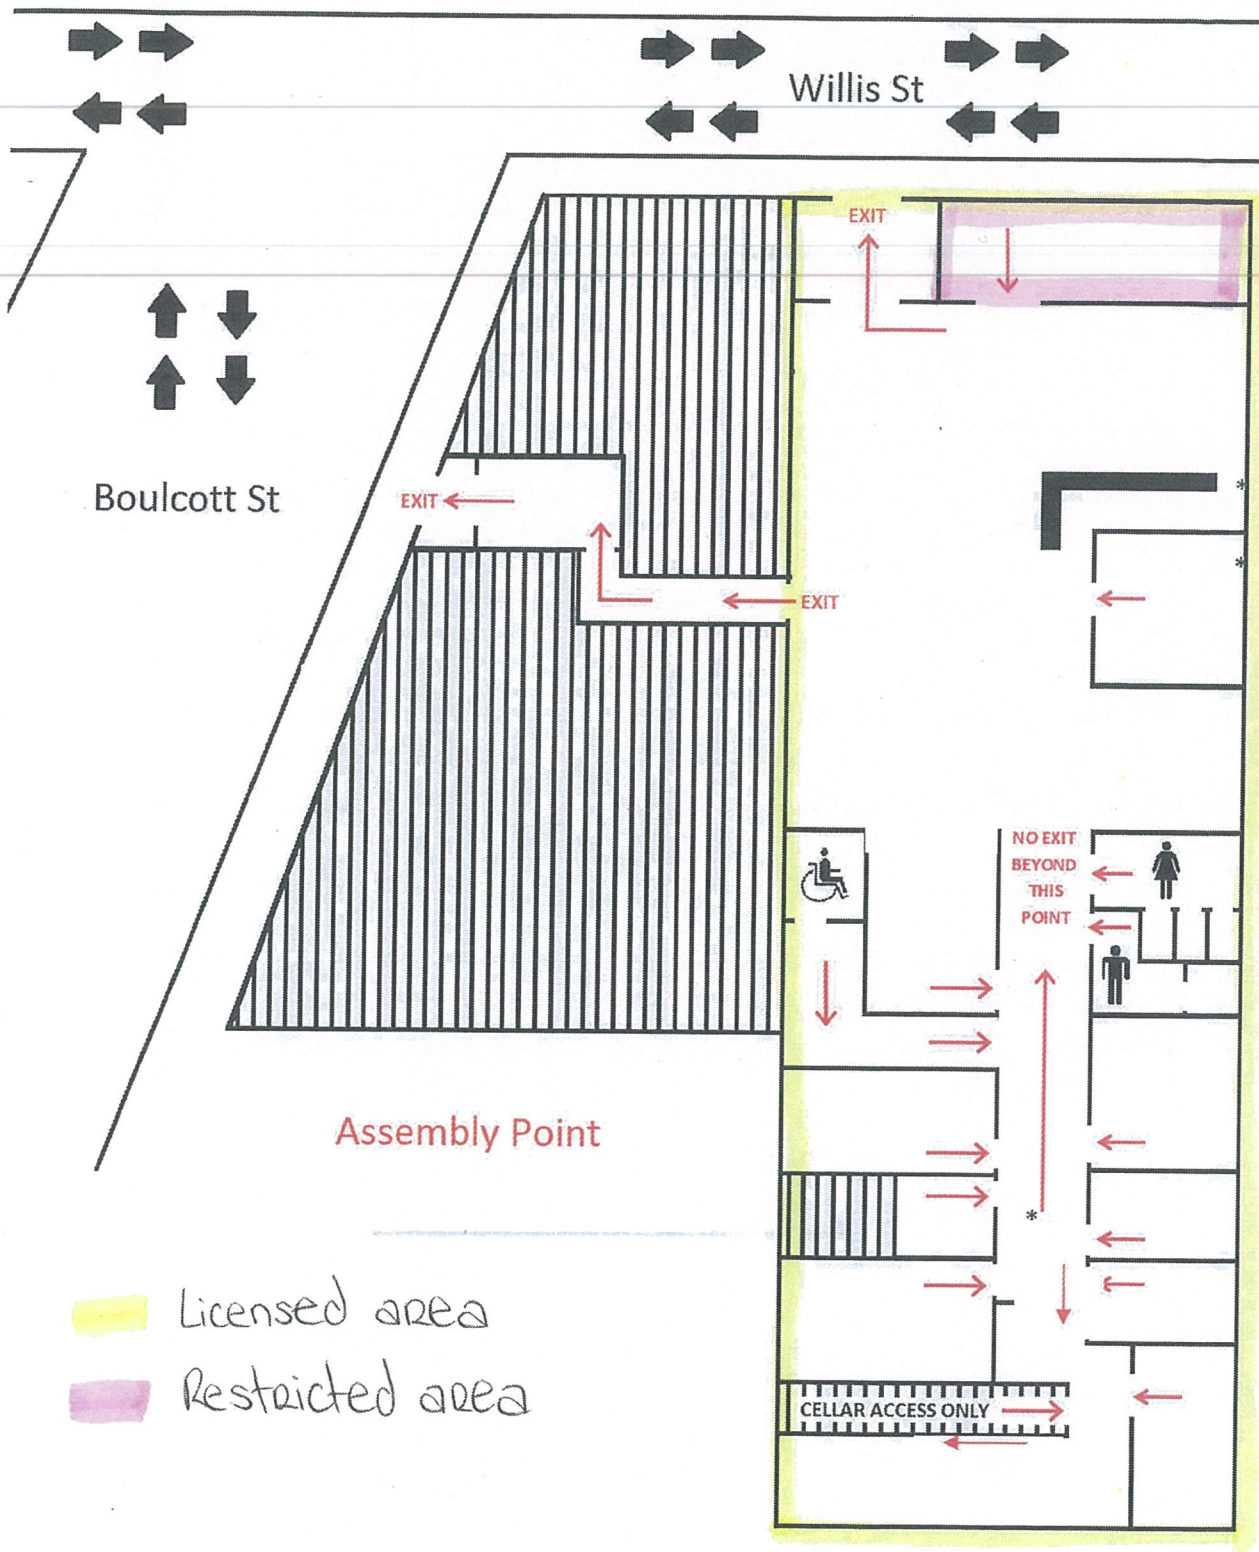 Willis St
EXIT
Boulcott St
EXIT
EXIT
NO EXIT
BEYOND
THIS
POINT
Assembly Point
*
*
*
Licensed area
Restricted area
CELLAR ACCESS ONLY